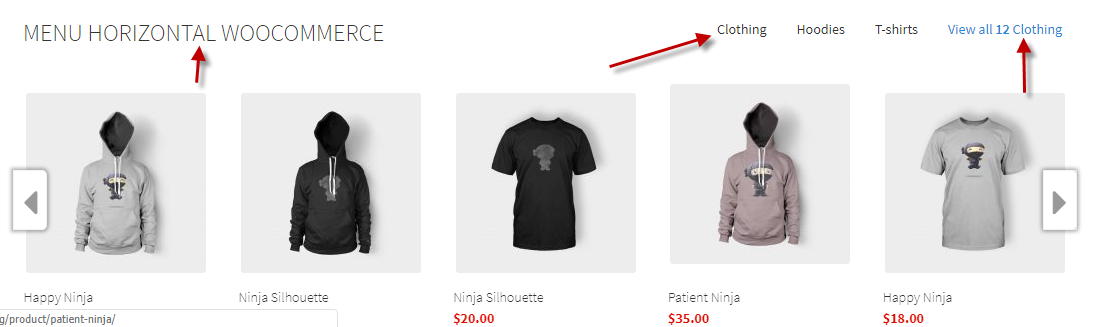 MENU HORIZONTAL WOOCOMMERCE
Clothing Hoodies T-shirts View all 12 Clothing
Happy Ninja Ninja Silhouette Ninja Silhouette Patient Ninja Happy Ninja
g/product/patient-ninja/
$20.00 $35.00 $18.00